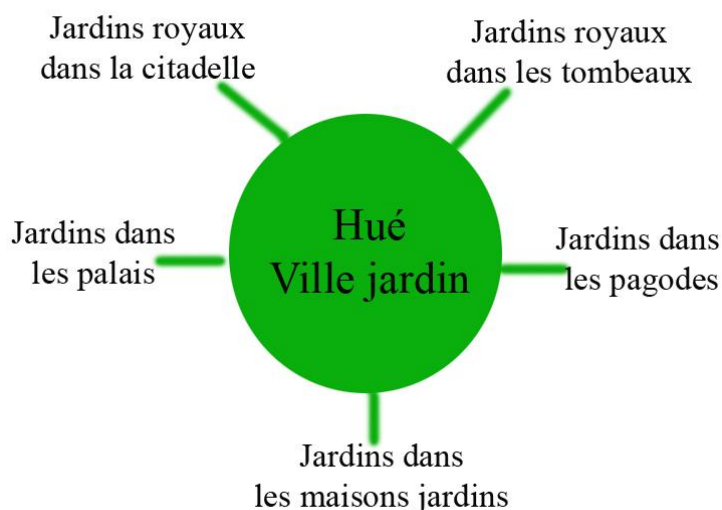 Jardins royaux
dans la citadelle
Jardins royaux
dans les tombeaux
Jardins dans
les palais
Hué
Ville jardin
Jardins dans
les pagodes
Jardins dans
les maisons jardins